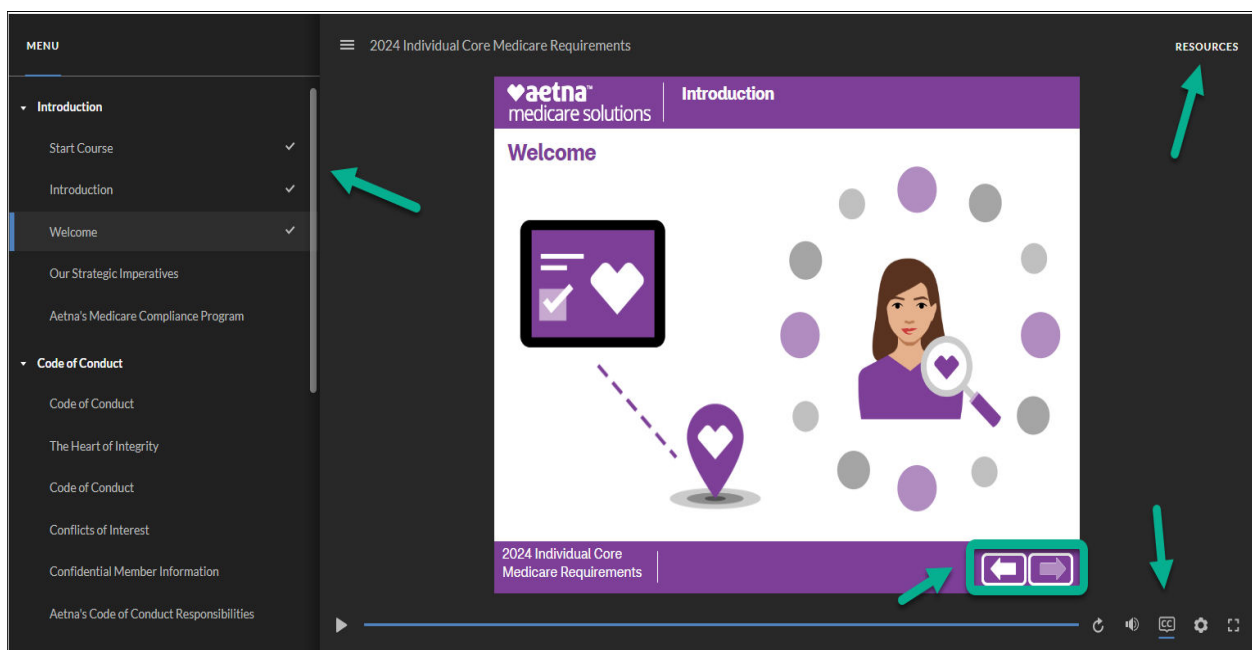 MENU
Introduction
Start Course
Introduction
Welcome
Our Strategic Imperatives
Aetna's Medicare Compliance Program
Code of Conduct
Code of Conduct
The Heart of Integrity
Code of Conduct
Conflicts of Interest
Confidential Member Information
Aetna's Code of Conduct Responsibilities
2024 Individual Core Medicare Requirements
RESOURCES
aetna™
medicare solutions
Introduction
Welcome
2024 Individual Core
Medicare Requirements
CC